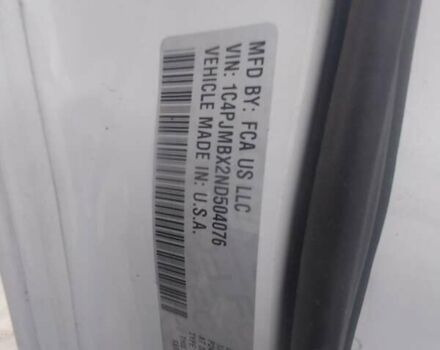 MFD BY: FCA US LLC
VIN: 1C4PJMBX2ND504076
VEHICLE MADE IN: U.S.A.